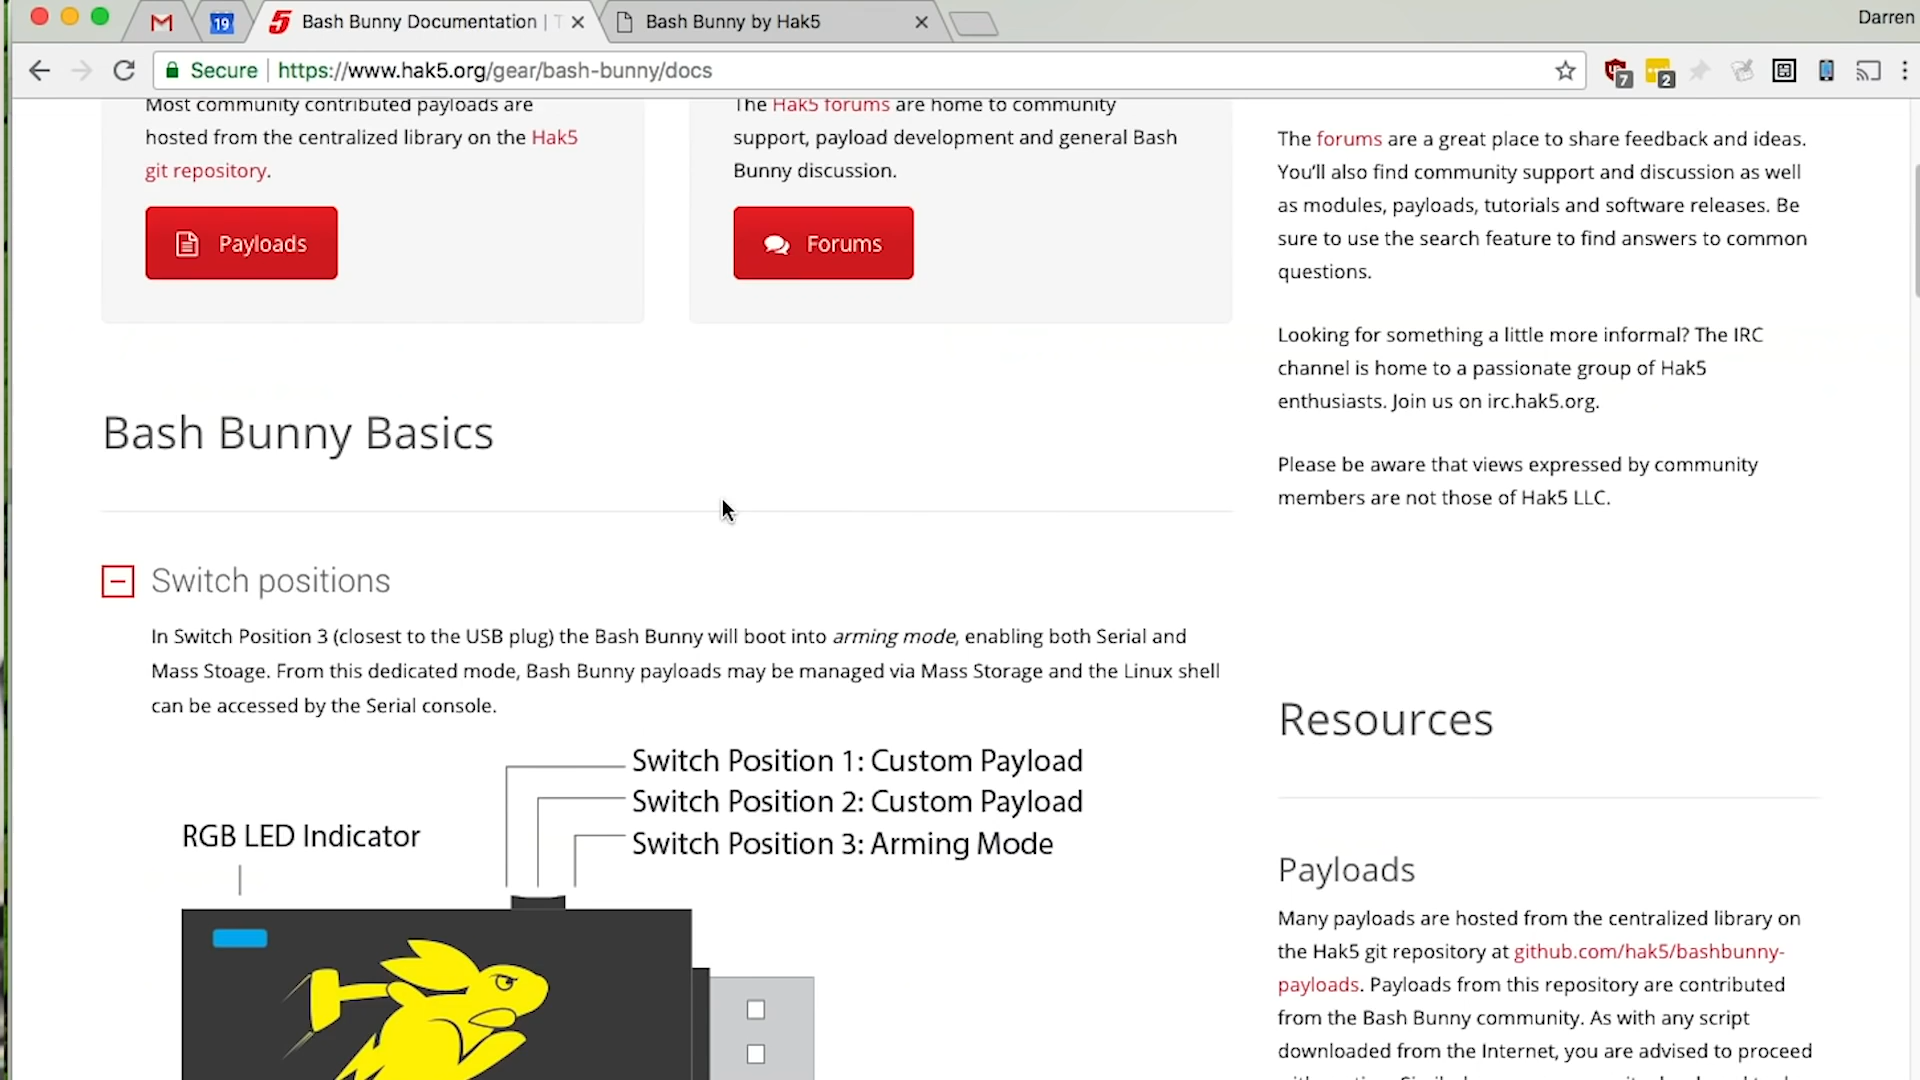 Bash Bunny Documentation | T
Bash Bunny by Hak5
Darren
19
Secure
https://www.hak5.org/gear/bash-bunny/docs
7
2
Most community contributed payloads are
hosted from the centralized library on the Hak5
git repository.
Payloads
The Hak5 forums are home to community
support, payload development and general Bash
Bunny discussion.
Forums
Bash Bunny Basics
Switch positions
In Switch Position 3 (closest to the USB plug) the Bash Bunny will boot into arming mode, enabling both Serial and
Mass Stoage. From this dedicated mode, Bash Bunny payloads may be managed via Mass Storage and the Linux shell
can be accessed by the Serial console.
Switch Position 1: Custom Payload
Switch Position 2: Custom Payload
Switch Position 3: Arming Mode
RGB LED Indicator
The forums are a great place to share feedback and ideas.
You'll also find community support and discussion as well
as modules, payloads, tutorials and software releases. Be
sure to use the search feature to find answers to common
questions.
Looking for something a little more informal? The IRC
channel is home to a passionate group of Hak5
enthusiasts. Join us on irc.hak5.org.
Please be aware that views expressed by community
members are not those of Hak5 LLC.
Resources
Payloads
Many payloads are hosted from the centralized library on
the Hak5 git repository at github.com/hak5/bashbunny-
payloads. Payloads from this repository are contributed
from the Bash Bunny community. As with any script
downloaded from the Internet, you are advised to proceed